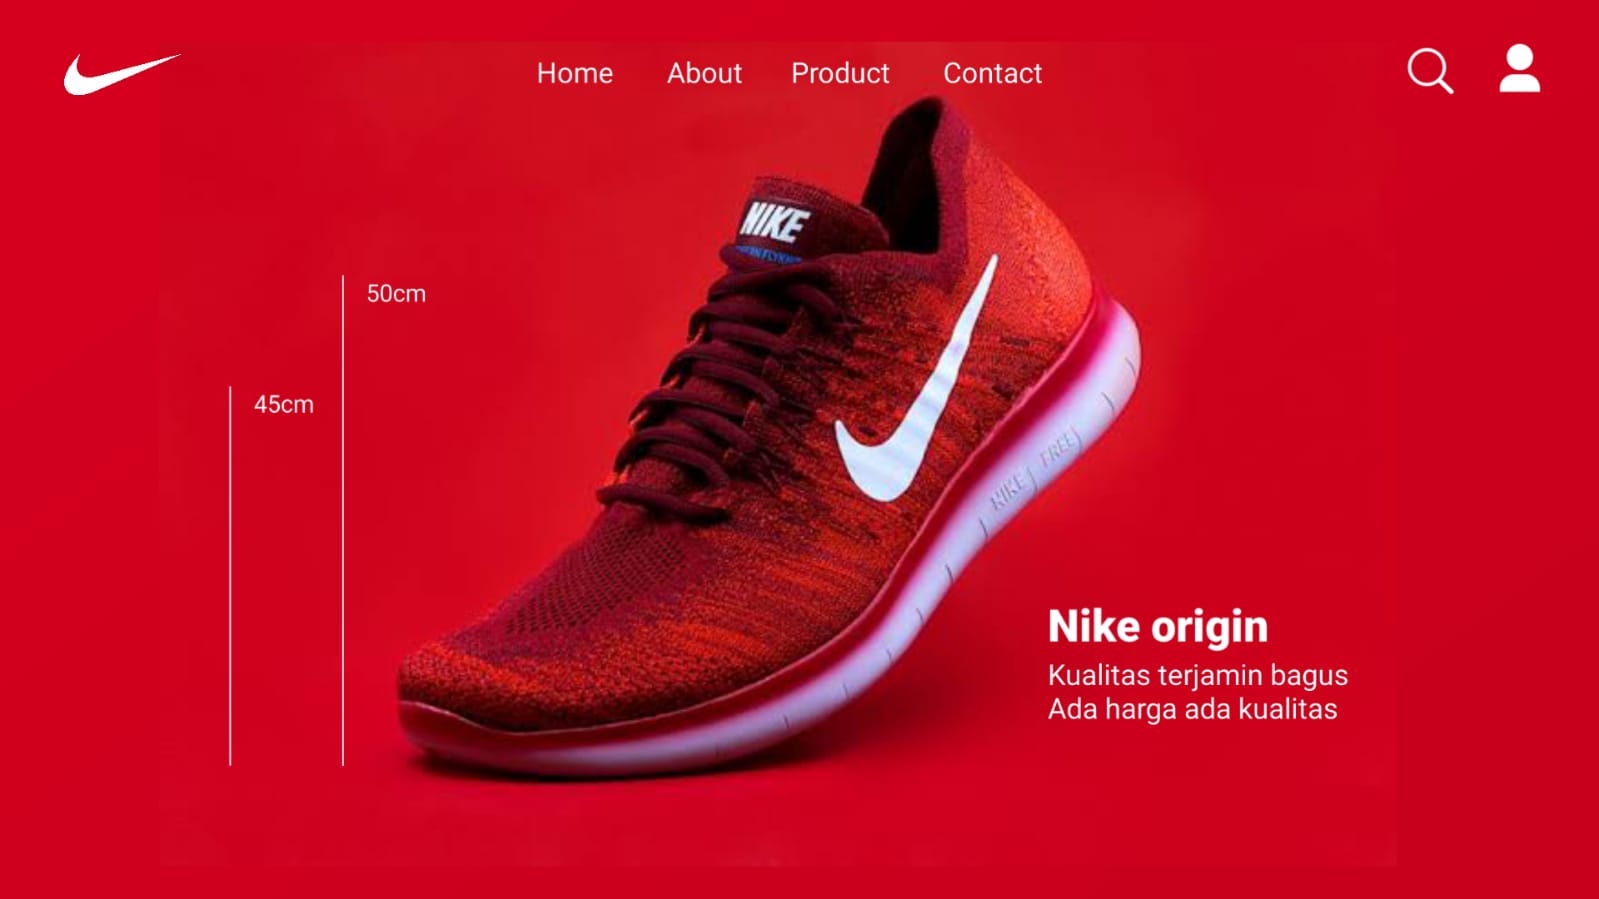 Home About Product Contact
NIKE
50cm
45cm
NIKE FREE
Nike origin
Kualitas terjamin bagus
Ada harga ada kualitas